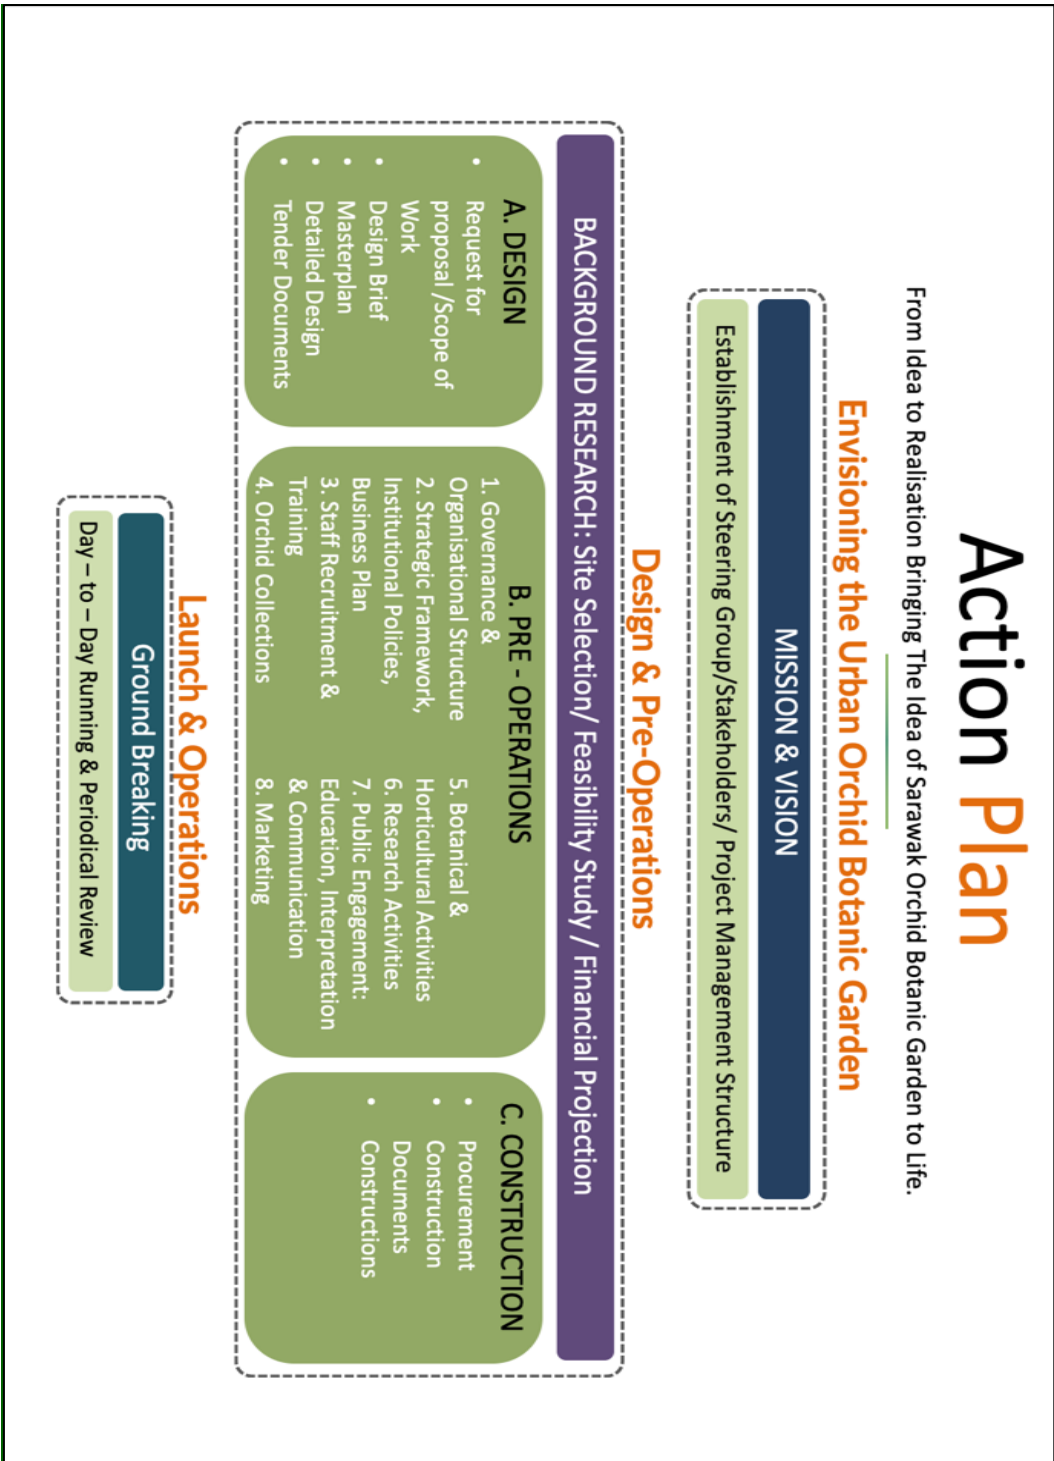 Action Plan
From Idea to Realisation Bringing The Idea of Sarawak Orchid Botanic Garden to Life.
Envisioning the Urban Orchid Botanic Garden
MISSION & VISION
Establishment of Steering Group/Stakeholders/ Project Management Structure
Design & Pre-Operations
BACKGROUND RESEARCH: Site Selection/ Feasibility Study / Financial Projection
A. DESIGN
• Request for
proposal /Scope of
Work
• Design Brief
• Masterplan
• Detailed Design
• Tender Documents
B. PRE - OPERATIONS
1. Governance &
Organisational Structure
2. Strategic Framework,
Institutional Policies,
Business Plan
3. Staff Recruitment &
Training
4. Orchid Collections
5. Botanical &
Horticultural Activities
6. Research Activities
7. Public Engagement:
Education, Interpretation
& Communication
8. Marketing
C. CONSTRUCTION
• Procurement
• Construction
Documents
• Constructions
Launch & Operations
Ground Breaking
Day – to – Day Running & Periodical Review